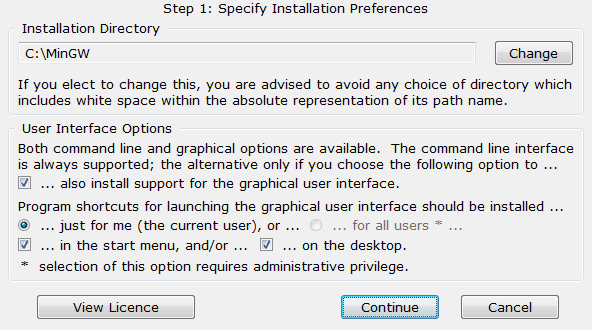 Step 1: Specify Installation Preferences
Installation Directory
C:\MinGW
Change
If you elect to change this, you are advised to avoid any choice of directory which
includes white space within the absolute representation of its path name.
User Interface Options
Both command line and graphical options are available.  The command line interface
is always supported; the alternative only if you choose the following option to ...
... also install support for the graphical user interface.
Program shortcuts for launching the graphical user interface should be installed ...
... just for me (the current user), or ... ... for all users * ...
... in the start menu, and/or ... ... on the desktop.
* selection of this option requires administrative privilege.
View Licence Continue Cancel